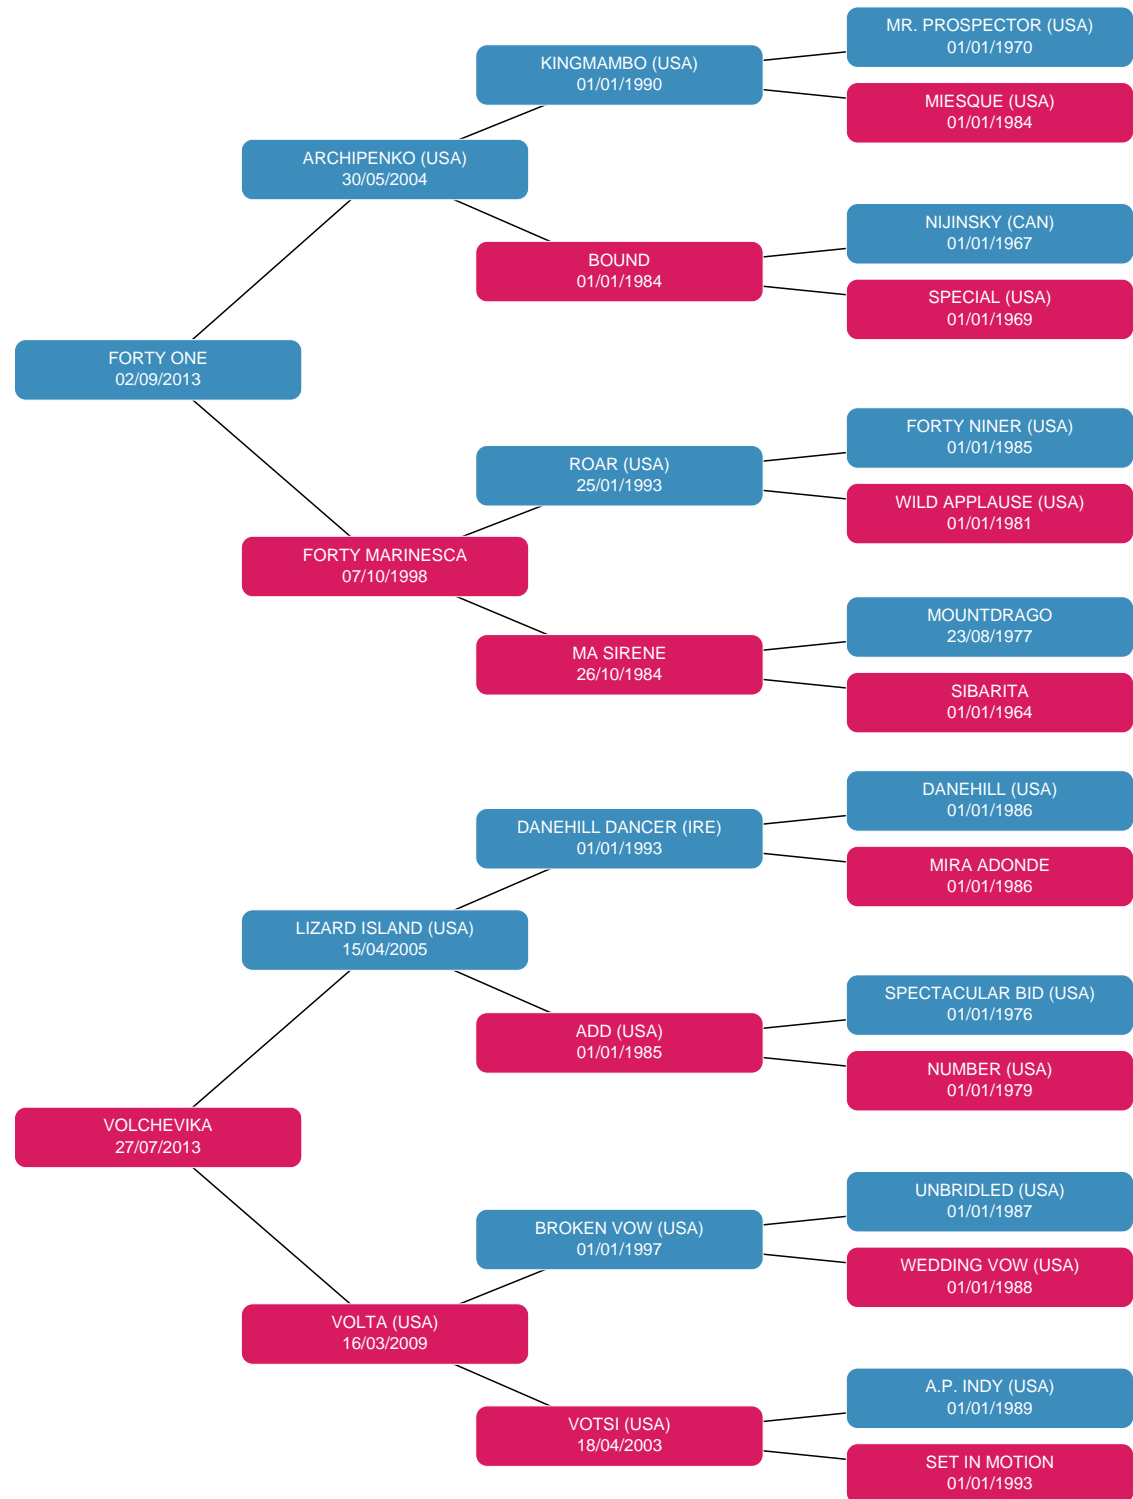 MR. PROSPECTOR (USA)
01/01/1970
KINGMAMBO (USA)
01/01/1990
MIESQUE (USA)
01/01/1984
ARCHIPENKO (USA)
30/05/2004
NIJINSKY (CAN)
01/01/1967
BOUND
01/01/1984
SPECIAL (USA)
01/01/1969
FORTY ONE
02/09/2013
FORTY NINER (USA)
01/01/1985
ROAR (USA)
25/01/1993
WILD APPLAUSE (USA)
01/01/1981
FORTY MARINESCA
07/10/1998
MOUNTDRAGO
23/08/1977
MA SIRENE
26/10/1984
SIBARITA
01/01/1964
DANEHILL (USA)
01/01/1986
DANEHILL DANCER (IRE)
01/01/1993
MIRA ADONDE
01/01/1986
LIZARD ISLAND (USA)
15/04/2005
SPECTACULAR BID (USA)
01/01/1976
ADD (USA)
01/01/1985
NUMBER (USA)
01/01/1979
VOLCHEVIKA
27/07/2013
UNBRIDLED (USA)
01/01/1987
BROKEN VOW (USA)
01/01/1997
WEDDING VOW (USA)
01/01/1988
VOLTA (USA)
16/03/2009
A.P. INDY (USA)
01/01/1989
VOTSI (USA)
18/04/2003
SET IN MOTION
01/01/1993